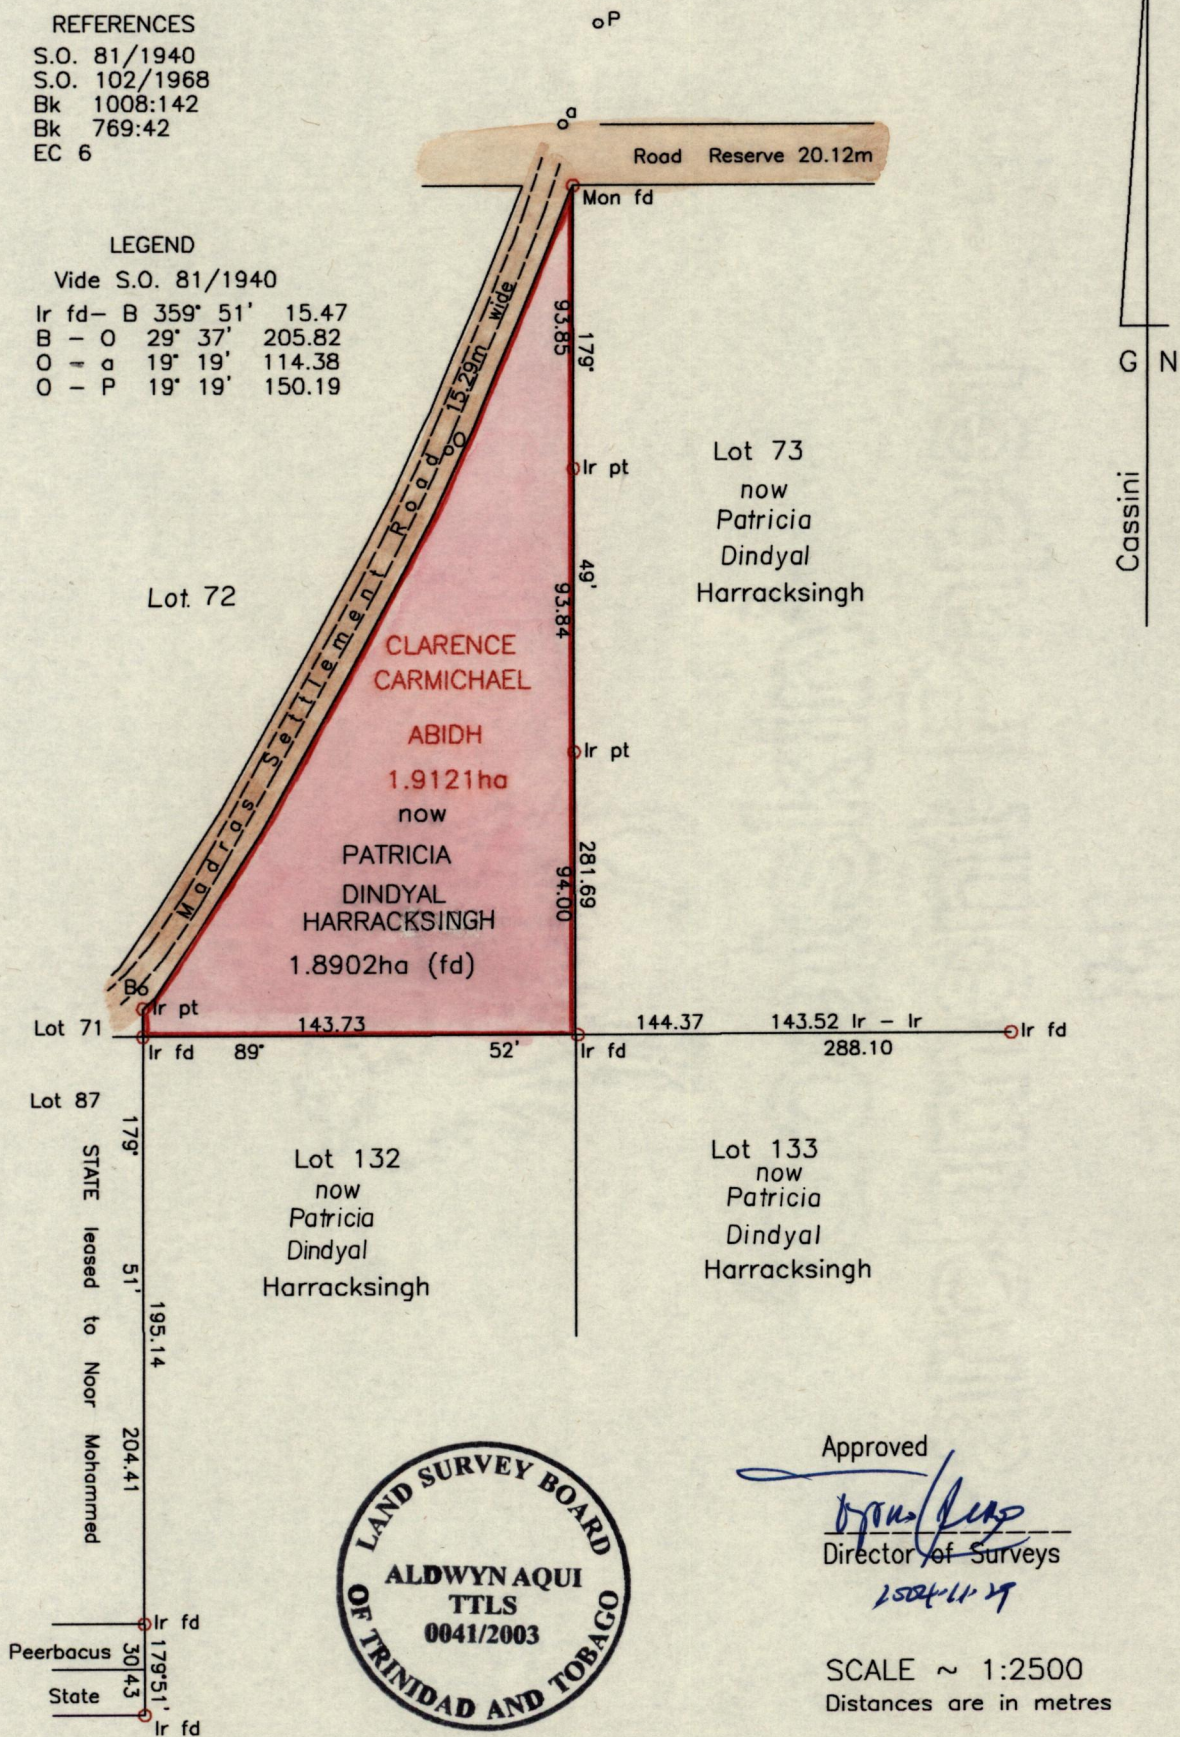 REFERENCES
S.O. 81/1940
S.O. 102/1968
Bk 1008:142
Bk 769:42
EC 6
P
a
Road Reserve 20.12m
Mon fd
LEGEND
Vide S.O. 81/1940
Ir fd- B 359° 51' 15.47
B - O 29° 37' 205.82
O - a 19° 19' 114.38
O - P 19° 19' 150.19
G N
Cassini
Madras Settlement Road 15.29m wide
O
93.85
179°
Ir pt
49'
93.84
Ir pt
281.69
94.00
Lot 73
now
Patricia
Dindyal
Harracksingh
Lot. 72
CLARENCE
CARMICHAEL
ABIDH
1.9121ha
now
PATRICIA
DINDYAL
HARRACKSINGH
1.8902ha (fd)
B
Ir pt
Lot 71
143.73
144.37 143.52 Ir - Ir
Ir fd
Ir fd 89° 52' Ir fd
288.10
Lot 87
STATE leased to Noor Mohammed
179° 51'
195.14
204.41
Lot 132
now
Patricia
Dindyal
Harracksingh
Lot 133
now
Patricia
Dindyal
Harracksingh
Ir fd
Peerbacus
State
30.43
179°51'
Ir fd
LAND SURVEY BOARD
ALDWYN AQUI
TTLS
0041/2003
OF TRINIDAD AND TOBAGO
Approved
Director of Surveys
SCALE ~ 1:2500
Distances are in metres